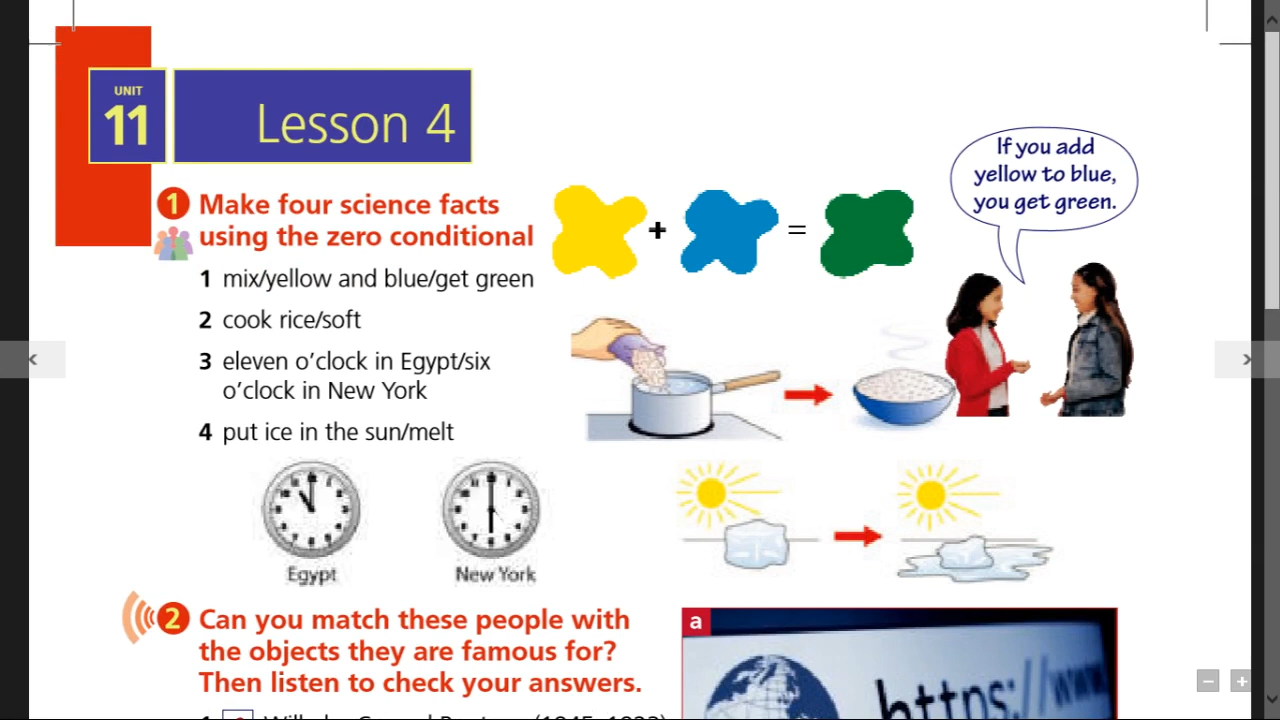 UNIT
11
Lesson 4
If you add
yellow to blue,
you get green.
1 Make four science facts
using the zero conditional
+ =
1 mix/yellow and blue/get green
2 cook rice/soft
3 eleven o'clock in Egypt/six
o'clock in New York
4 put ice in the sun/melt
Egypt
New York
2 Can you match these people with
the objects they are famous for?
Then listen to check your answers.
a
https://www